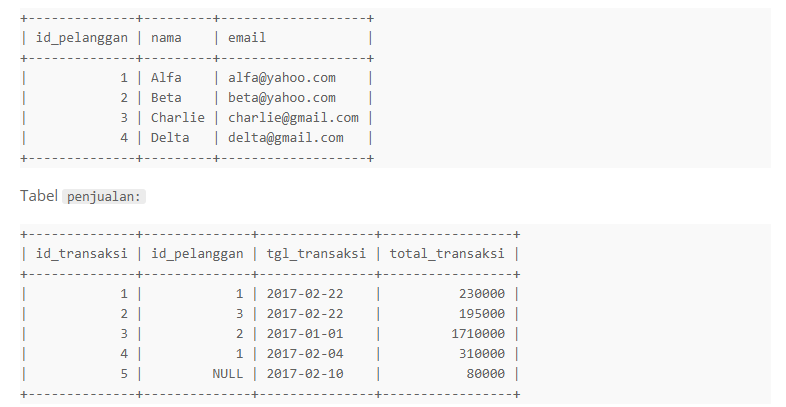 +--------------+---------+-------------------+
| id_pelanggan | nama    | email             |
+--------------+---------+-------------------+
|            1 | Alfa    | alfa@yahoo.com    |
|            2 | Beta    | beta@yahoo.com    |
|            3 | Charlie | charlie@gmail.com |
|            4 | Delta   | delta@gmail.com   |
+--------------+---------+-------------------+
Tabel penjualan:
+--------------+--------------+---------------+-----------------+
| id_transaksi | id_pelanggan | tgl_transaksi | total_transaksi |
+--------------+--------------+---------------+-----------------+
|            1 |            1 | 2017-02-22    |          230000 |
|            2 |            3 | 2017-02-22    |          195000 |
|            3 |            2 | 2017-01-01    |         1710000 |
|            4 |            1 | 2017-02-04    |          310000 |
|            5 |         NULL | 2017-02-10    |           80000 |
+--------------+--------------+---------------+-----------------+